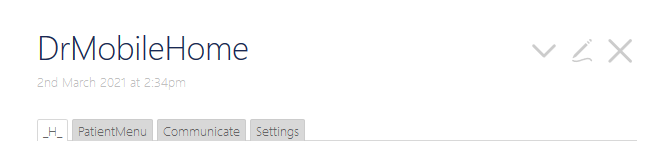 DrMobileHome
2nd March 2021 at 2:34pm
_H_ PatientMenu Communicate Settings